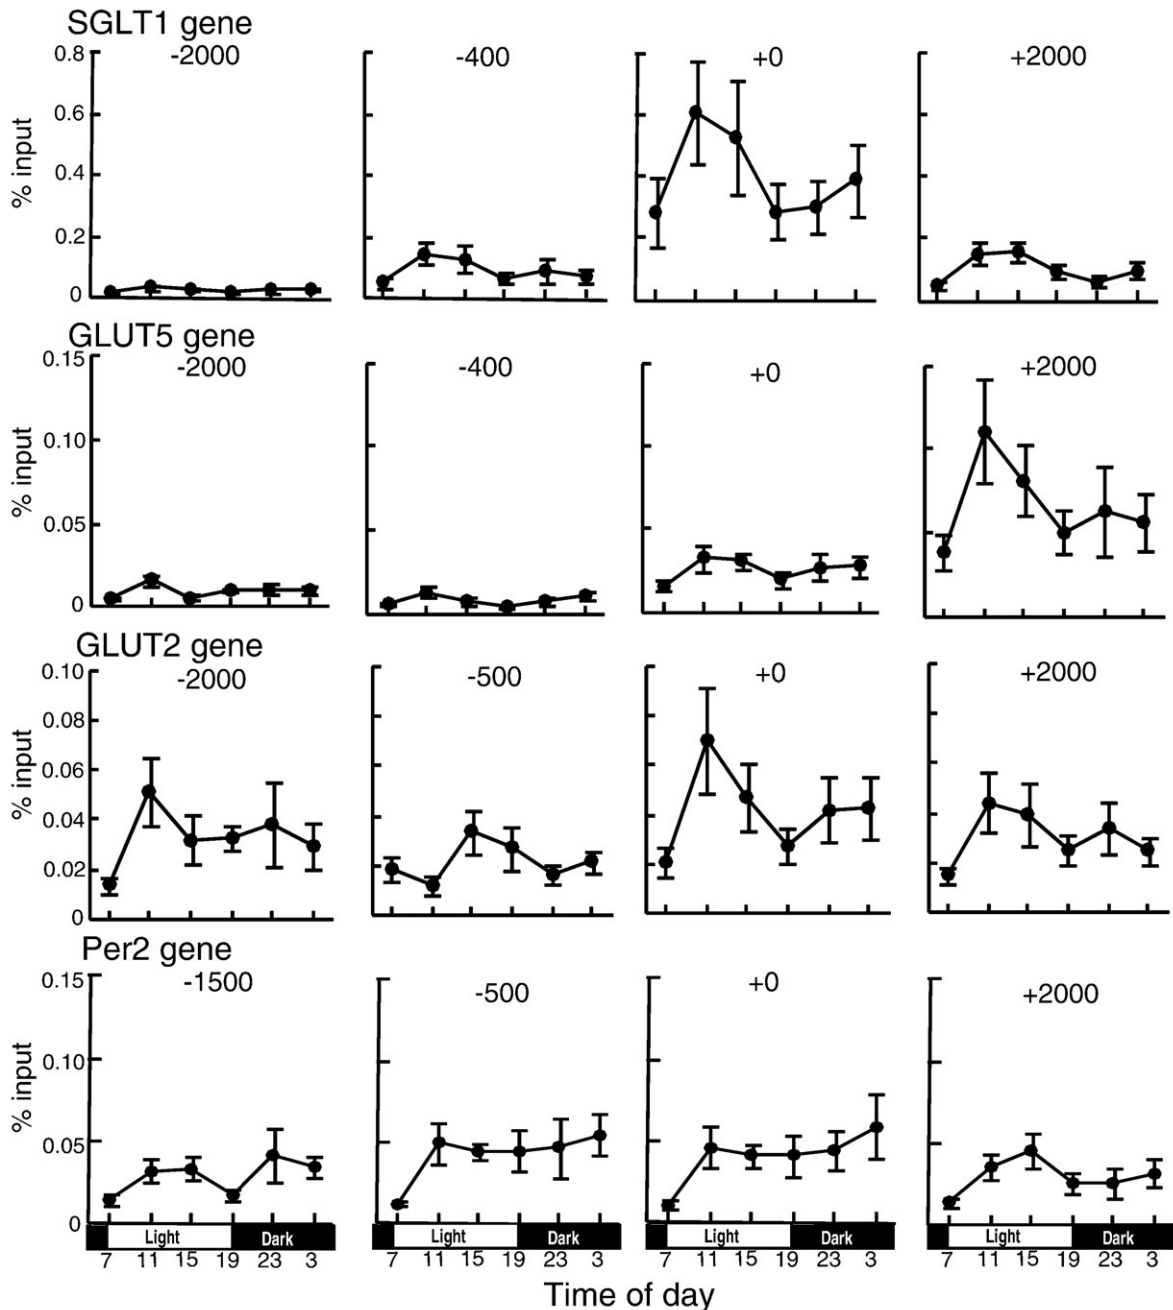 SGLT1 gene
-2000 -400 +0 +2000
0.8
0.6
0.4
0.2
0
% input
GLUT5 gene
-2000 -400 +0 +2000
0.15
0.10
0.05
0
% input
GLUT2 gene
-2000 -500 +0 +2000
0.10
0.08
0.06
0.04
0.02
0
% input
Per2 gene
-1500 -500 +0 +2000
0.15
0.10
0.05
0
% input
Light Dark Light Dark Light Dark Light Dark
7 11 15 19 23 3 7 11 15 19 23 3 7 11 15 19 23 3 7 11 15 19 23 3
Time of day